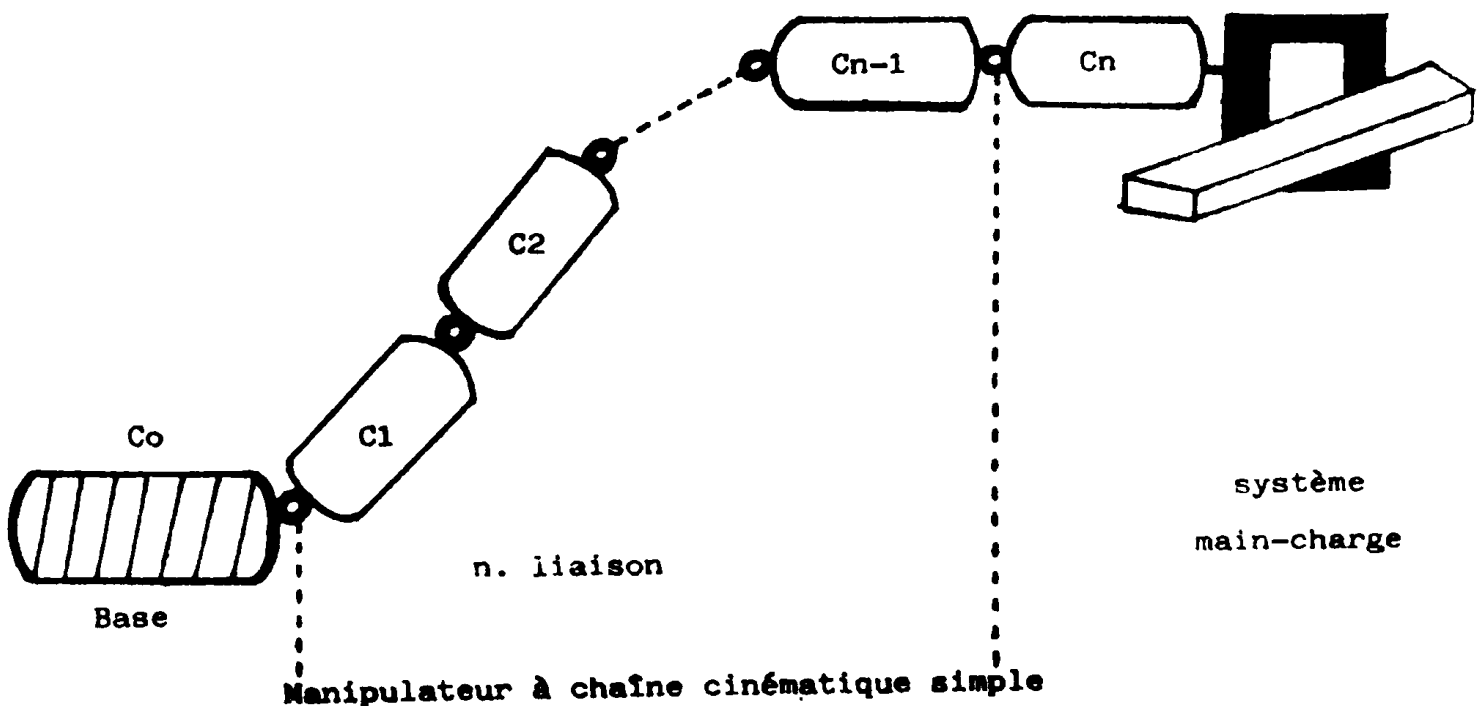 Cn-1
Cn
C2
C1
Co
système
main-charge
n. liaison
Base
Manipulateur à chaîne cinématique simple